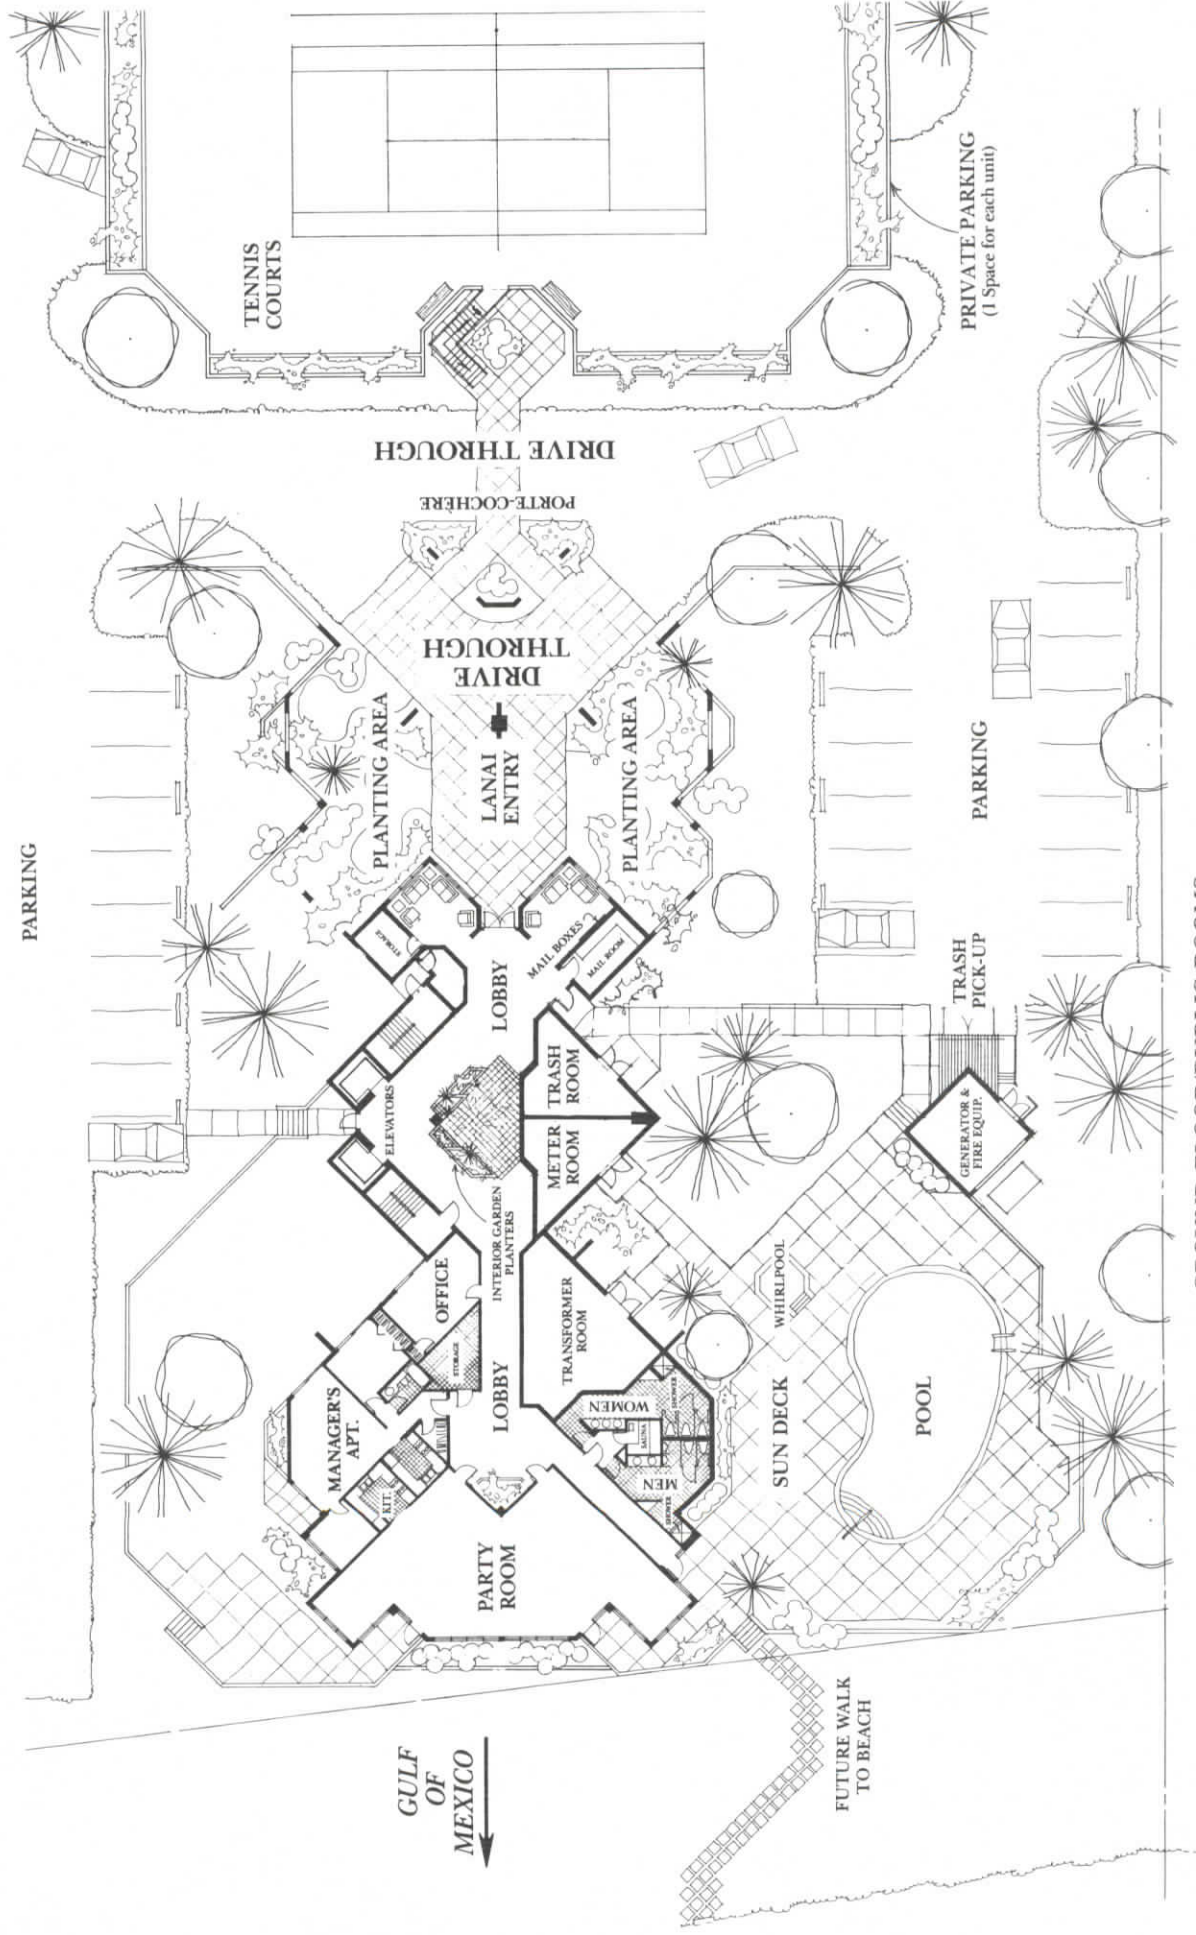 TENNIS
COURTS
PRIVATE PARKING
(1 Space for each unit)
DRIVE THROUGH
PORTE-COCHÈRE
DRIVE
THROUGH
PARKING
PLANTING AREA
LANAI
ENTRY
PLANTING AREA
PARKING
STORAGE
LOBBY
MAIL BOXES
MAIL ROOM
TRASH
PICK-UP
ELEVATORS
TRASH
ROOM
METER
ROOM
GENERATOR &
FIRE EQUIP.
INTERIOR GARDEN
PLANTERS
OFFICE
STORAGE
LOBBY
TRANSFORMER
ROOM
WHIRLPOOL
MANAGER'S
APT.
KIT.
WOMEN
SHOWER
SAUNA
MEN
SHOWER
SUN DECK
POOL
PARTY
ROOM
GULF
OF
MEXICO
FUTURE WALK
TO BEACH